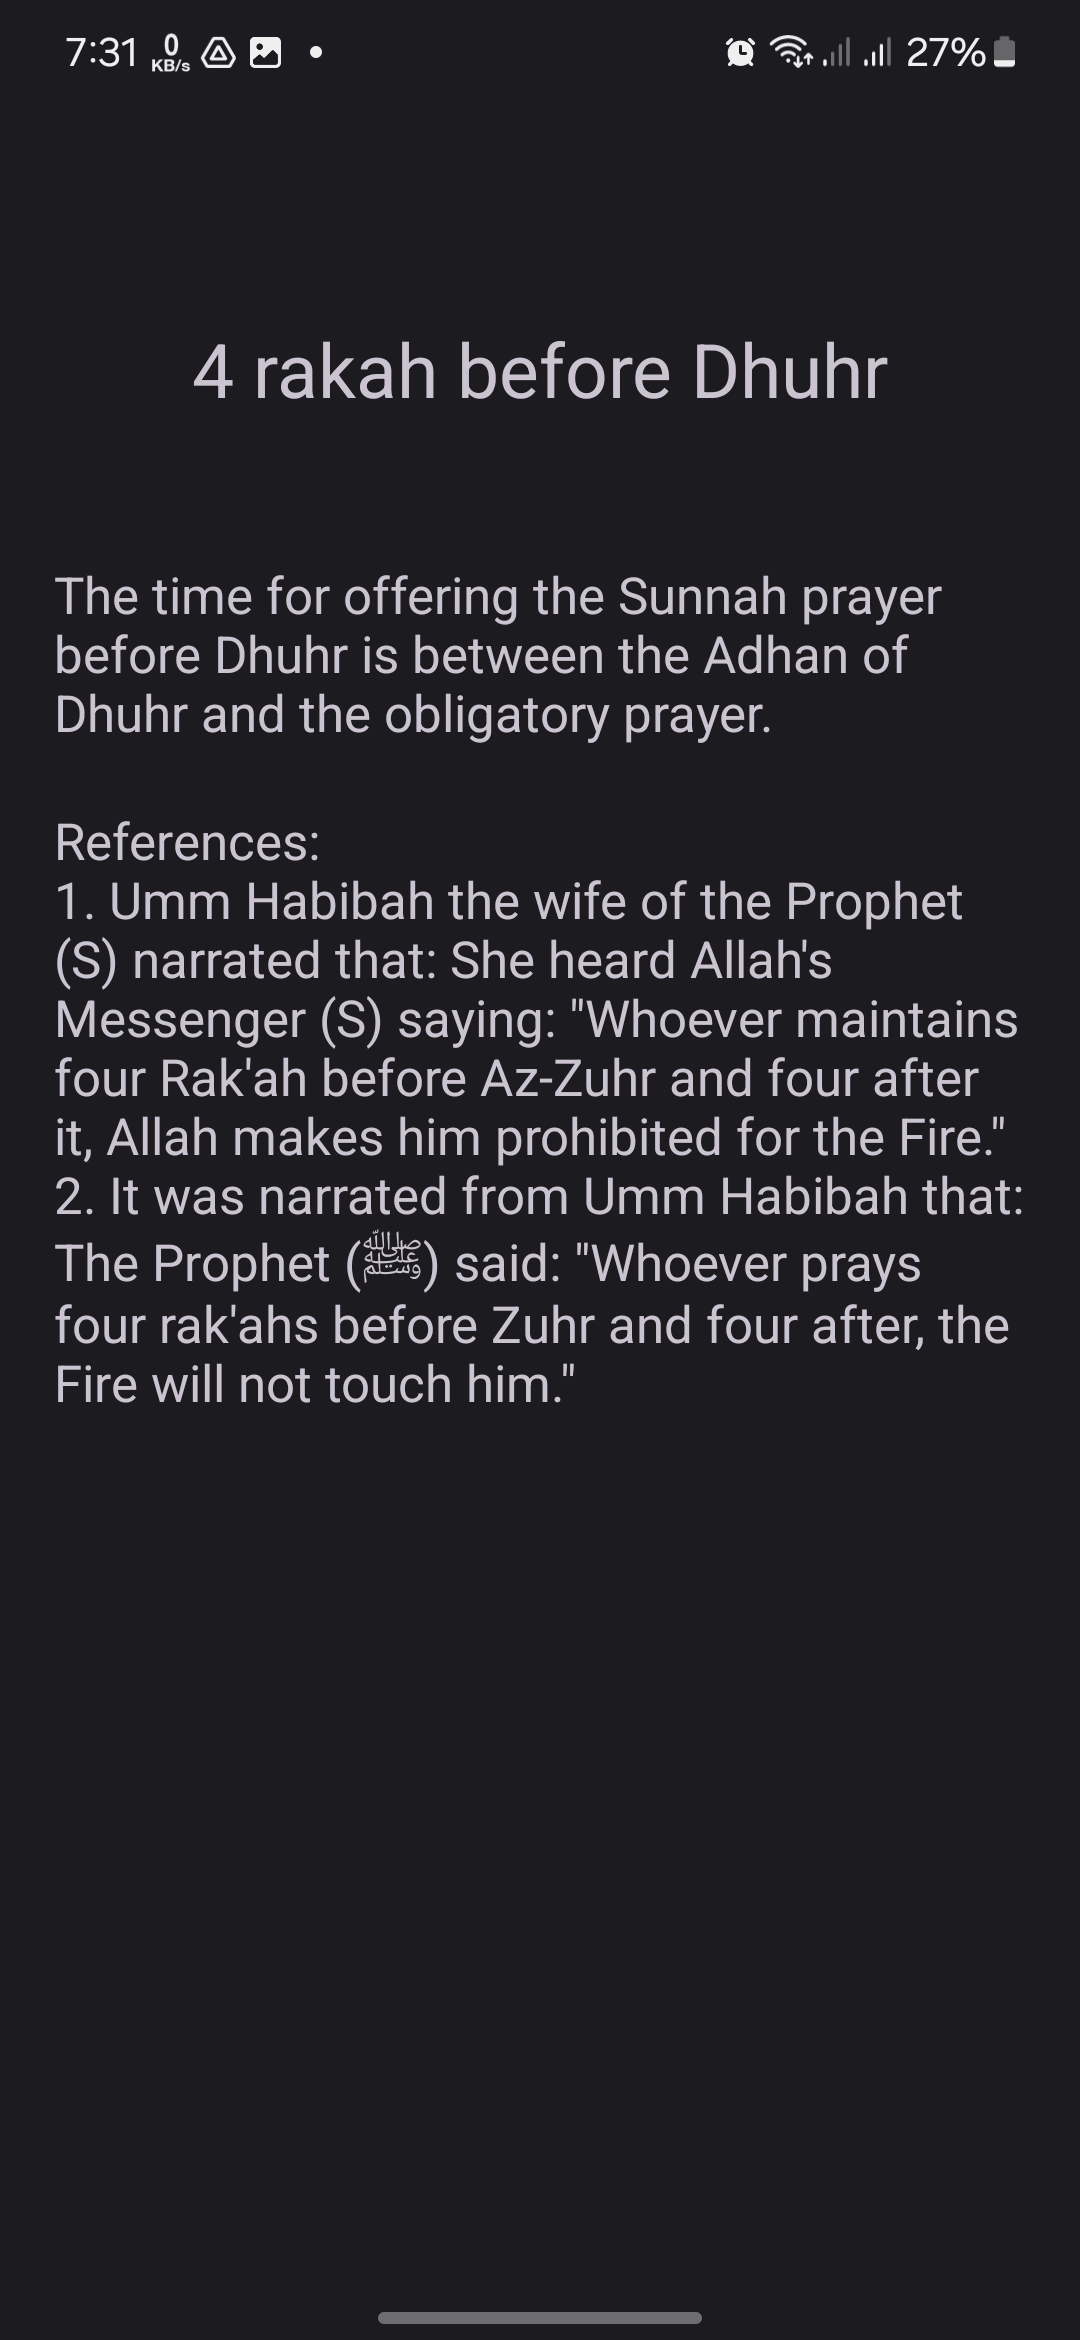 7:31 0 KB/s 27%
4 rakah before Dhuhr
The time for offering the Sunnah prayer
before Dhuhr is between the Adhan of
Dhuhr and the obligatory prayer.
References:
1. Umm Habibah the wife of the Prophet
(S) narrated that: She heard Allah's
Messenger (S) saying: "Whoever maintains
four Rak'ah before Az-Zuhr and four after
it, Allah makes him prohibited for the Fire."
2. It was narrated from Umm Habibah that:
The Prophet (ﷺ) said: "Whoever prays
four rak'ahs before Zuhr and four after, the
Fire will not touch him."